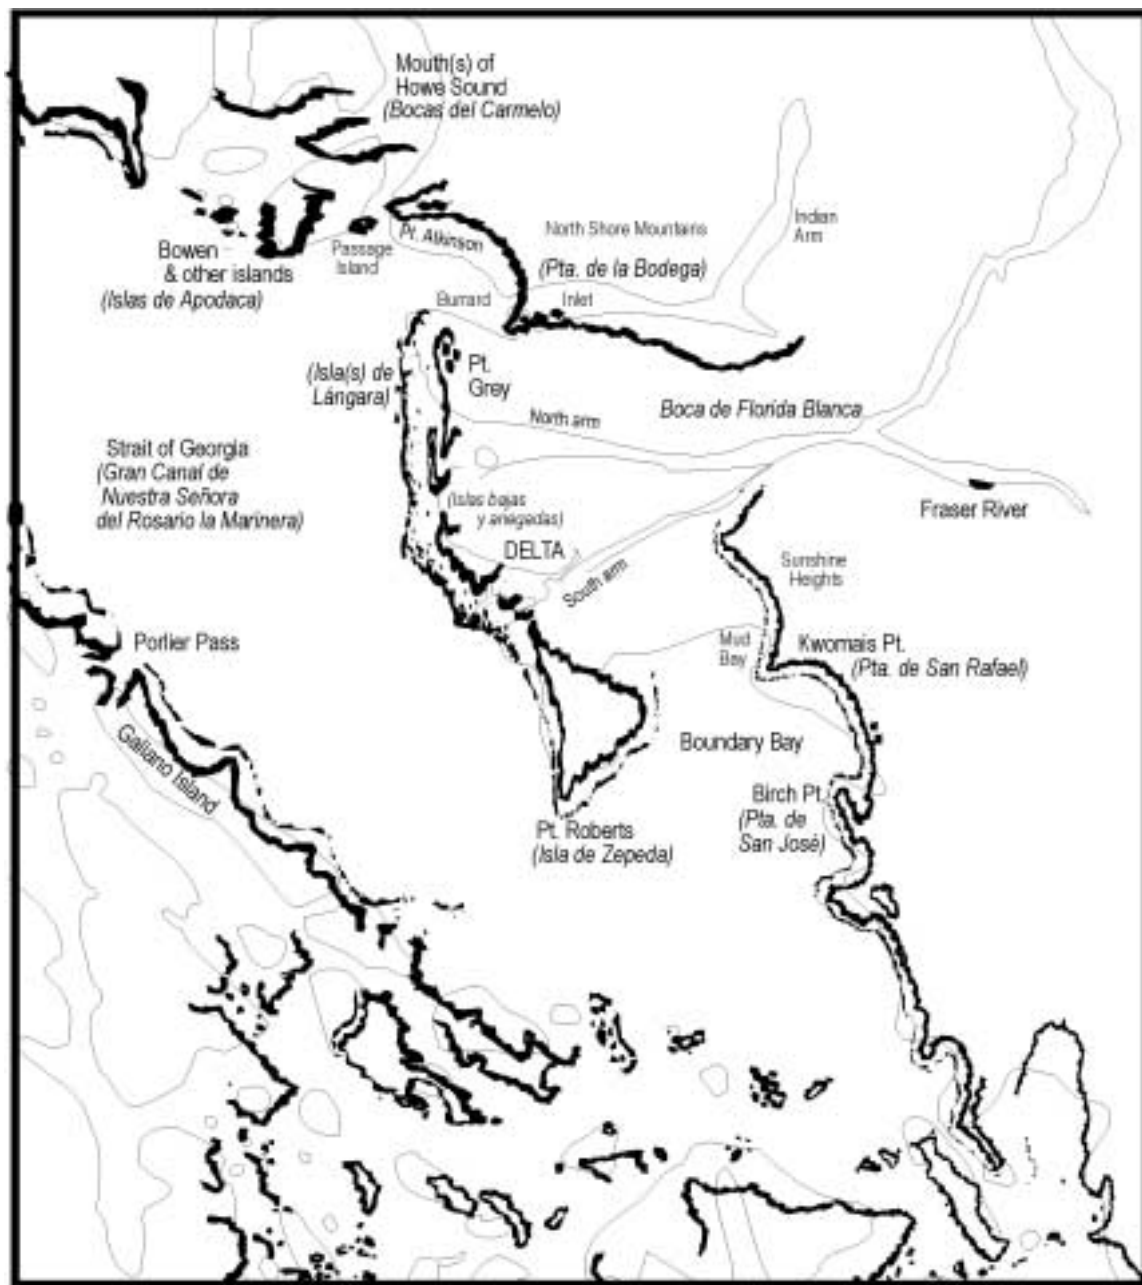 Mouth(s) of
Howe Sound
(Bocas del Carmelo)
Indian
Arm
North Shore Mountains
Pt. Atkinson
Passage
Island
Bowen
& other islands
(Islas de Apodaca)
(Pta. de la Bodega)
Burrard
Inlet
(Isla(s) de
Lángara)
Pt.
Grey
North arm
Boca de Florida Blanca
Strait of Georgia
(Gran Canal de
Nuestra Señora
del Rosario la Marinera)
(Islas bajas
y anegadas)
Fraser River
DELTA
South arm
Sunshine
Heights
Porlier Pass
Mud
Bay
Kwomais Pt.
(Pta. de San Rafael)
Galiano Island
Boundary Bay
Birch Pt.
(Pta. de
San José)
Pt. Roberts
(Isla de Zepeda)